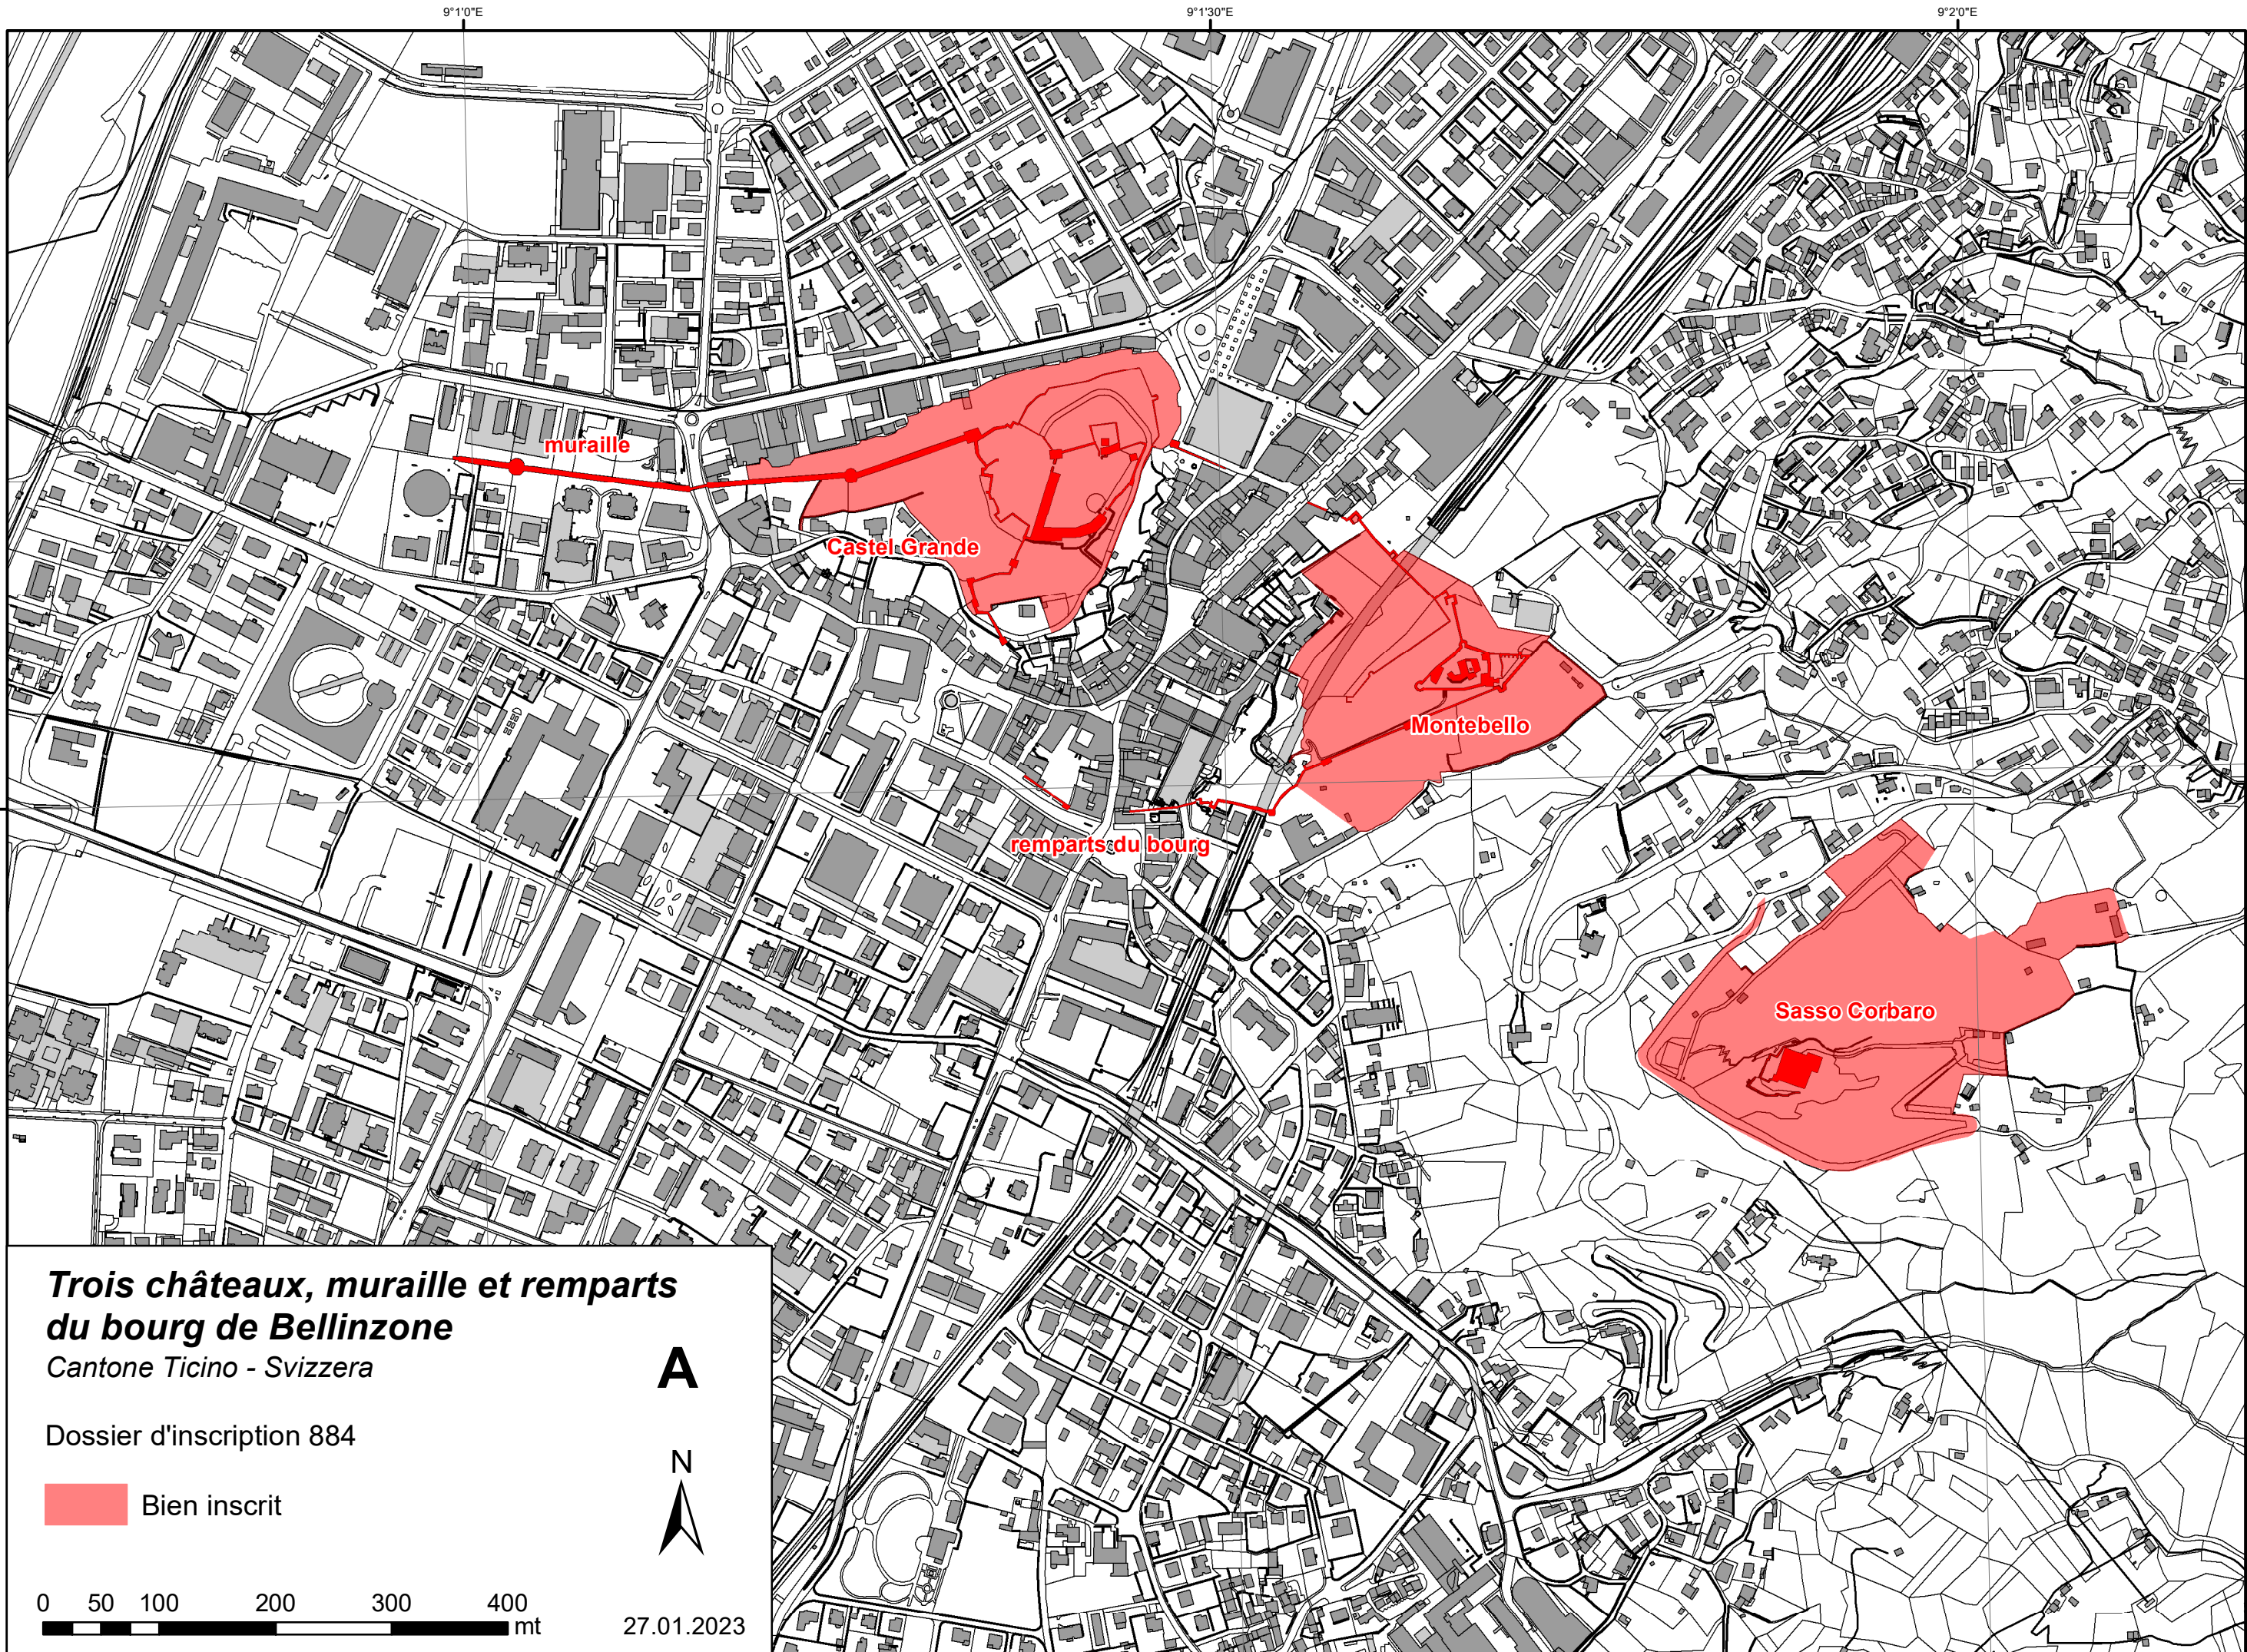 9°1'0"E
9°1'30"E
9°2'0"E
muraille
Castel Grande
Montebello
remparts du bourg
Sasso Corbaro
Trois châteaux, muraille et remparts
du bourg de Bellinzone
Cantone Ticino - Svizzera
A
Dossier d'inscription 884
N
Bien inscrit
0 50 100 200 300 400
mt
27.01.2023